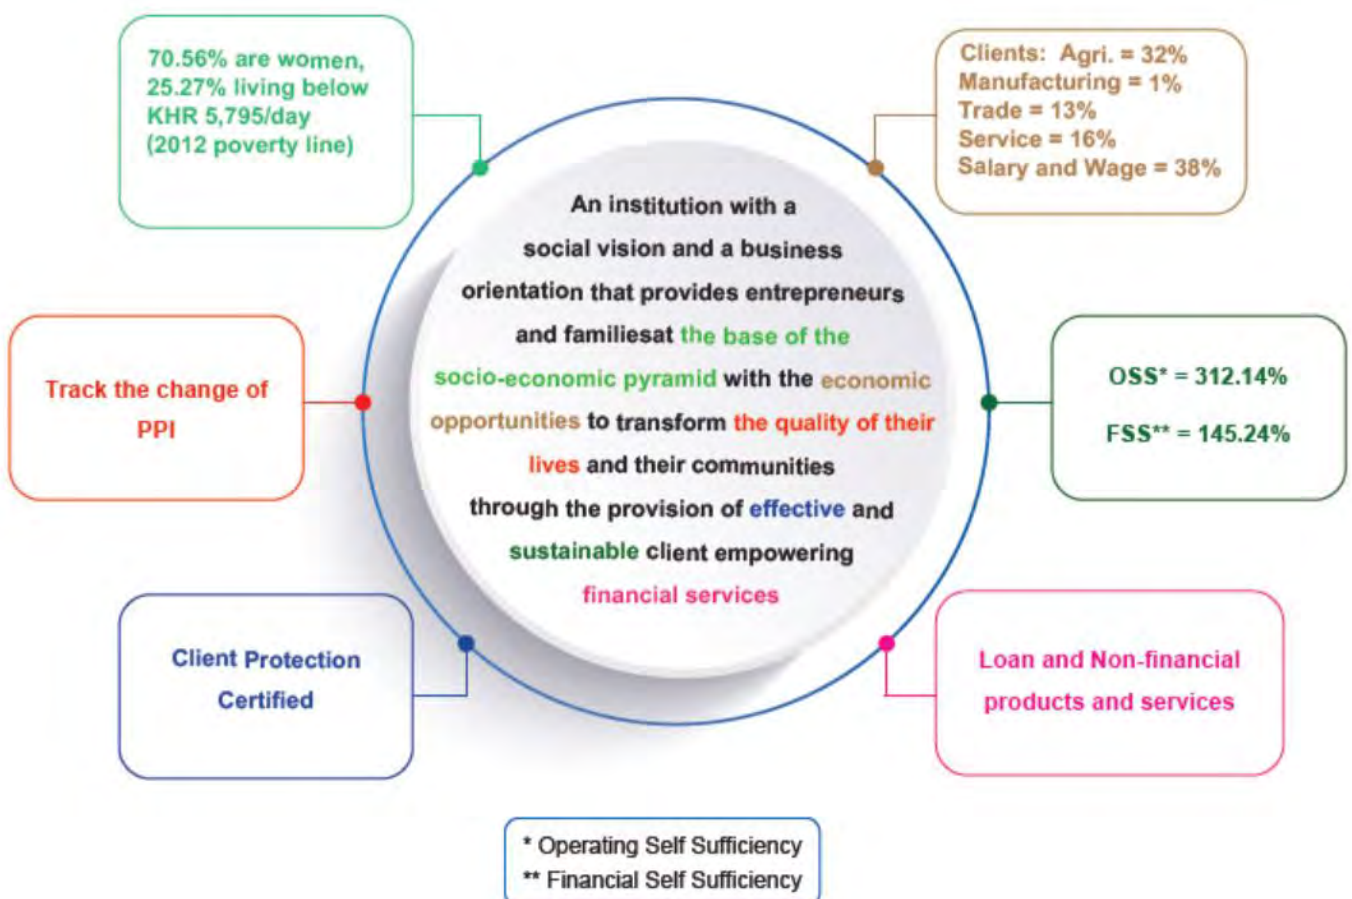 70.56% are women,
25.27% living below
KHR 5,795/day
(2012 poverty line)
Clients: Agri. = 32%
Manufacturing = 1%
Trade = 13%
Service = 16%
Salary and Wage = 38%
An institution with a
social vision and a business
orientation that provides entrepreneurs
and familiesat the base of the
socio-economic pyramid with the economic
opportunities to transform the quality of their
lives and their communities
through the provision of effective and
sustainable client empowering
financial services
Track the change of
PPI
OSS* = 312.14%
FSS** = 145.24%
Client Protection
Certified
Loan and Non-financial
products and services
* Operating Self Sufficiency
** Financial Self Sufficiency